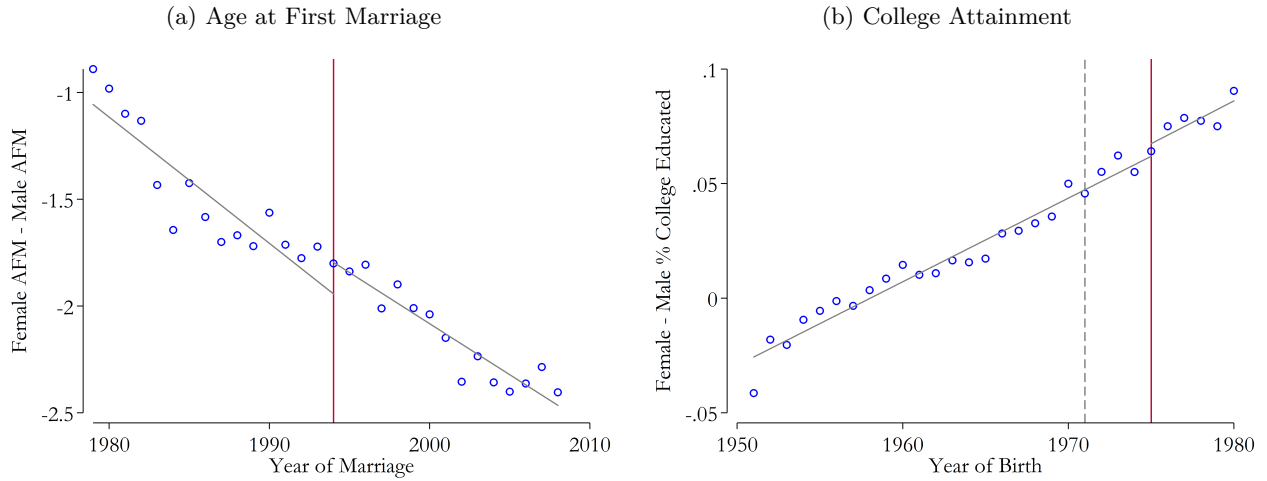 (a) Age at First Marriage
Female AFM - Male AFM
-1
-1.5
-2
-2.5
1980 1990 2000 2010
Year of Marriage
(b) College Attainment
Female - Male % College Educated
.1
.05
0
-.05
1950 1960 1970 1980
Year of Birth